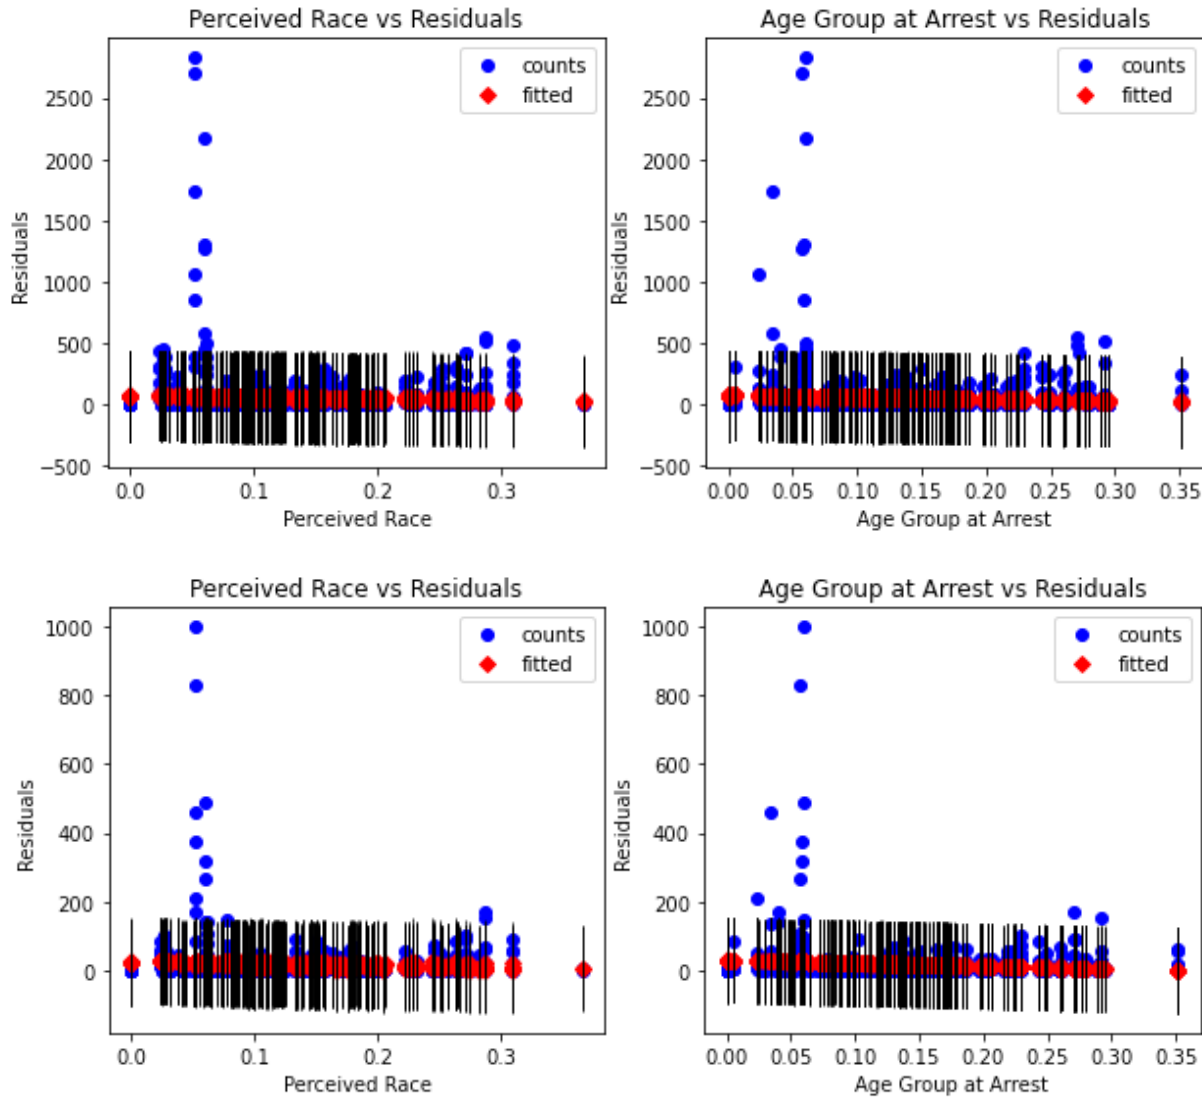 Perceived Race vs Residuals
counts
fitted
2500
2000
1500
1000
500
0
−500
Residuals
0.0 0.1 0.2 0.3
Perceived Race
Age Group at Arrest vs Residuals
counts
fitted
2500
2000
1500
1000
500
0
Residuals
0.00 0.05 0.10 0.15 0.20 0.25 0.30 0.35
Age Group at Arrest
Perceived Race vs Residuals
counts
fitted
1000
800
600
400
200
0
Residuals
0.0 0.1 0.2 0.3
Perceived Race
Age Group at Arrest vs Residuals
counts
fitted
1000
800
600
400
200
0
Residuals
0.00 0.05 0.10 0.15 0.20 0.25 0.30 0.35
Age Group at Arrest